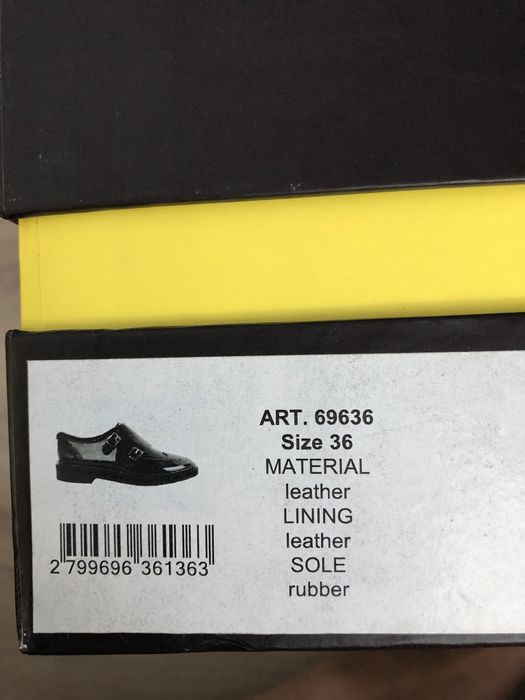 ART. 69636
Size 36
MATERIAL
leather
LINING
leather
SOLE
rubber
2 799696 361363